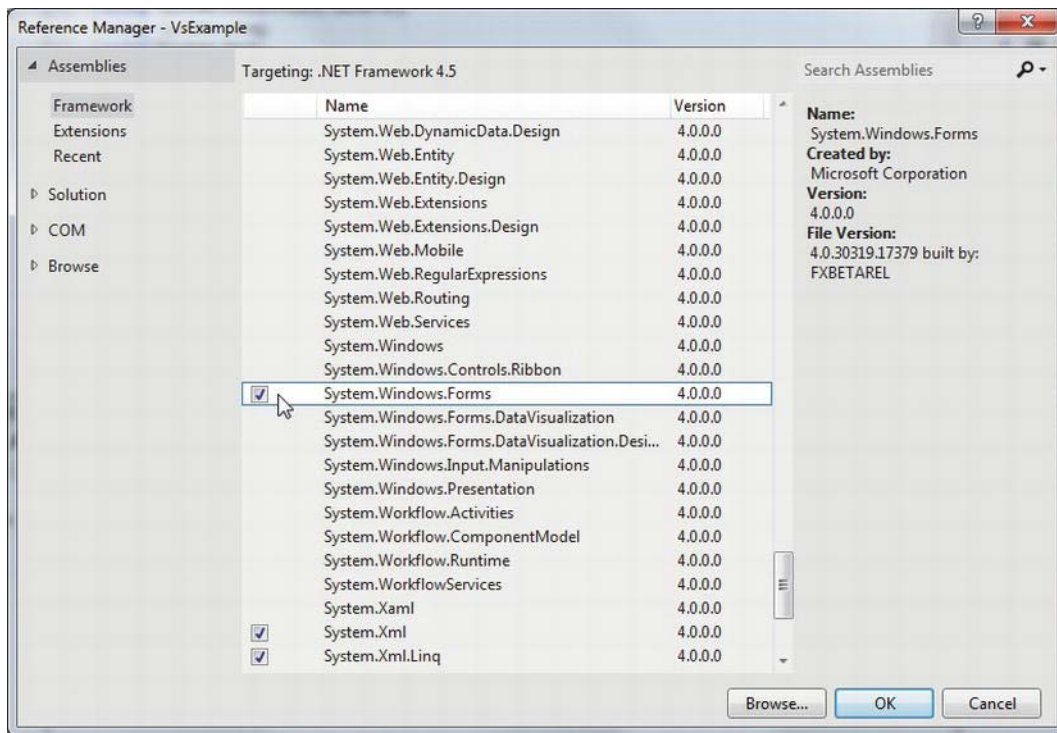 Reference Manager - VsExample
Assemblies
Framework
Extensions
Recent
Solution
COM
Browse
Targeting: .NET Framework 4.5
Search Assemblies
Name Version
System.Web.DynamicData.Design 4.0.0.0
System.Web.Entity 4.0.0.0
System.Web.Entity.Design 4.0.0.0
System.Web.Extensions 4.0.0.0
System.Web.Extensions.Design 4.0.0.0
System.Web.Mobile 4.0.0.0
System.Web.RegularExpressions 4.0.0.0
System.Web.Routing 4.0.0.0
System.Web.Services 4.0.0.0
System.Windows 4.0.0.0
System.Windows.Controls.Ribbon 4.0.0.0
System.Windows.Forms 4.0.0.0
System.Windows.Forms.DataVisualization 4.0.0.0
System.Windows.Forms.DataVisualization.Desi... 4.0.0.0
System.Windows.Input.Manipulations 4.0.0.0
System.Windows.Presentation 4.0.0.0
System.Workflow.Activities 4.0.0.0
System.Workflow.ComponentModel 4.0.0.0
System.Workflow.Runtime 4.0.0.0
System.WorkflowServices 4.0.0.0
System.Xaml 4.0.0.0
System.Xml 4.0.0.0
System.Xml.Linq 4.0.0.0
Name:
System.Windows.Forms
Created by:
Microsoft Corporation
Version:
4.0.0.0
File Version:
4.0.30319.17379 built by:
FXBETAREL
Browse... OK Cancel